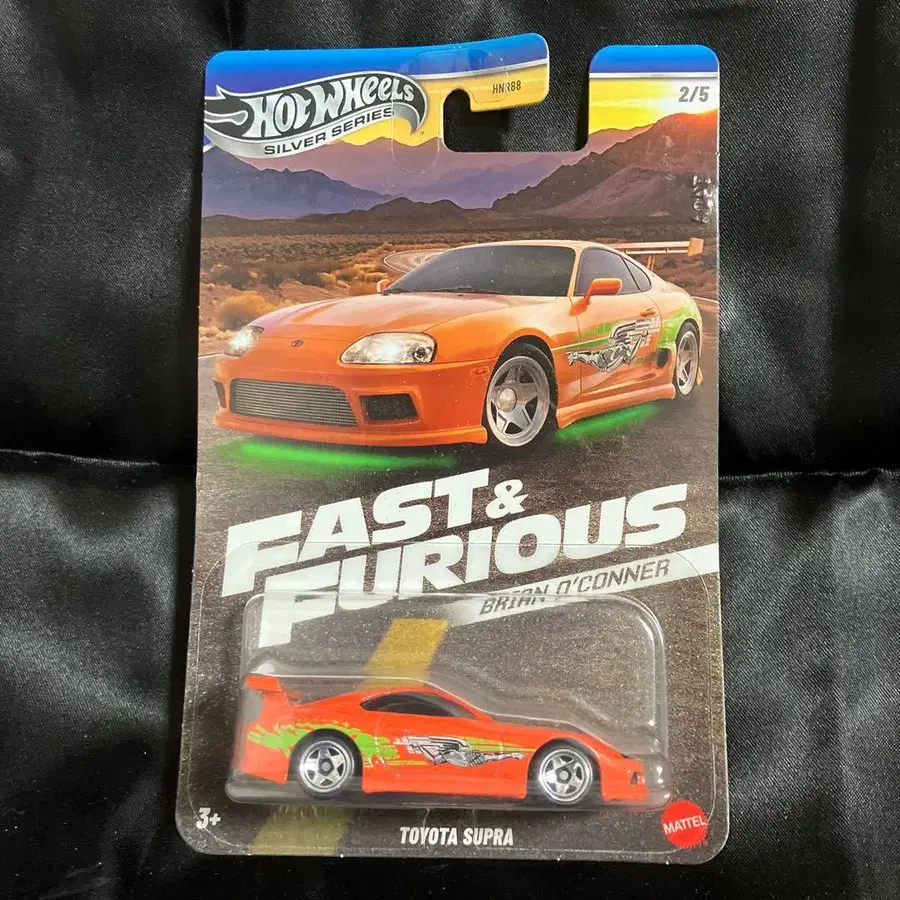 HOT WHEELS
SILVER SERIES
HNR88
2/5
FAST &
FURIOUS
BRIAN O'CONNER
3+
TOYOTA SUPRA
MATTEL